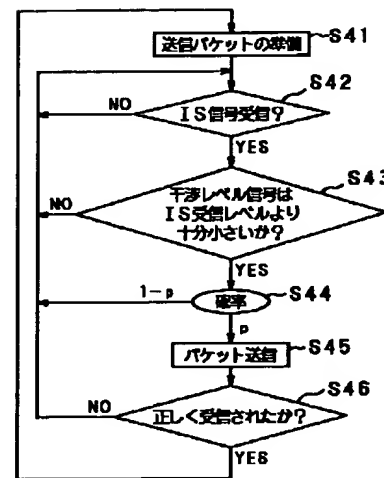 送信パケットの準備 S41
S42
NO
IS信号受信?
YES
S43
干渉レベル信号は
NO
IS受信レベルより
十分小さいか?
YES
1-p
確率
S44
p
パケット送信
S45
S46
NO
正しく受信されたか?
YES